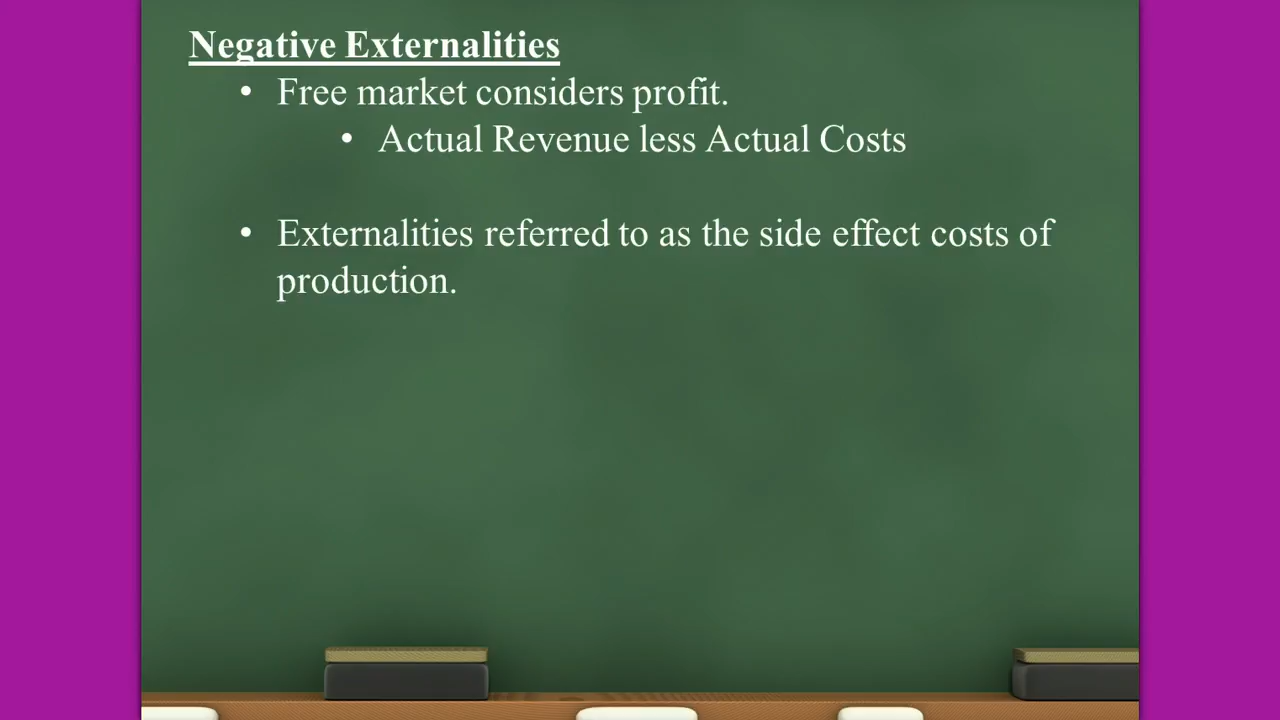 Negative Externalities
• Free market considers profit.
• Actual Revenue less Actual Costs
• Externalities referred to as the side effect costs of
production.